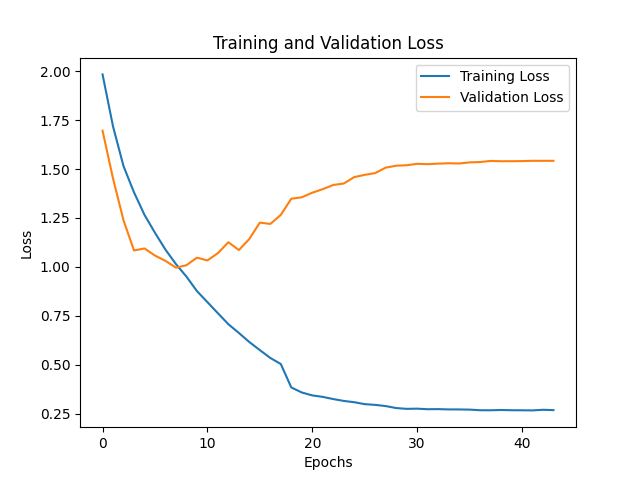 Training and Validation Loss
Training Loss
Validation Loss
2.00
1.75
1.50
1.25
1.00
0.75
0.50
0.25
Loss
0 10 20 30 40
Epochs